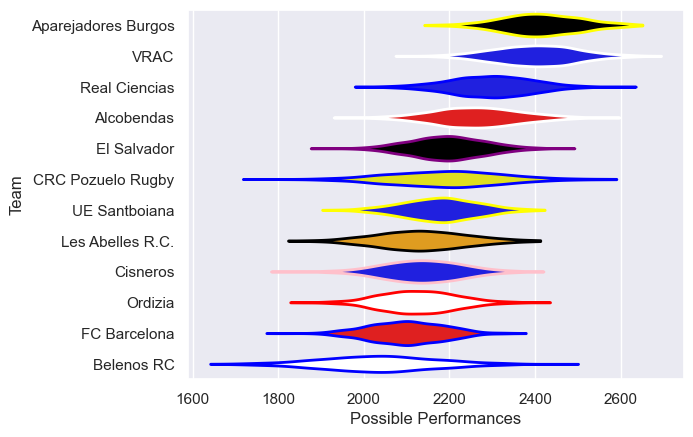 Aparejadores Burgos
VRAC
Real Ciencias
Alcobendas
El Salvador
CRC Pozuelo Rugby
UE Santboiana
Les Abelles R.C.
Cisneros
Ordizia
FC Barcelona
Belenos RC
Team
1600 1800 2000 2200 2400 2600
Possible Performances